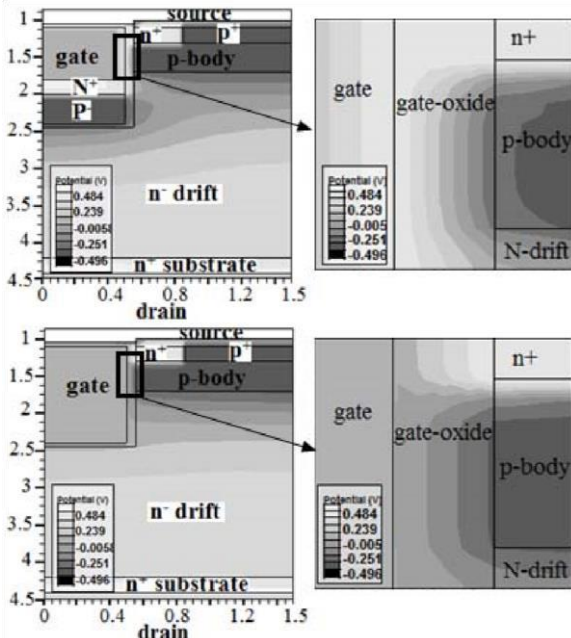 source
n⁺ p⁺
gate p-body
N⁺
P⁻
n⁻ drift
n⁺ substrate
drain
1
1.5
2
2.5
3
3.5
4
4.5
0 0.4 0.8 1.2 1.5
Potential (V)
0.484
0.239
-0.0058
-0.251
-0.496
n+
gate
gate-oxide
p-body
N-drift
Potential (V)
0.484
0.239
-0.0058
-0.251
-0.496
source
n⁺ p⁺
gate p-body
n⁻ drift
n⁺ substrate
drain
1
1.5
2
2.5
3
3.5
4
4.5
0 0.4 0.8 1.2 1.5
Potential (V)
0.484
0.239
-0.0058
-0.251
-0.496
n+
gate
gate-oxide
p-body
N-drift
Potential (V)
0.484
0.239
-0.0058
-0.251
-0.496